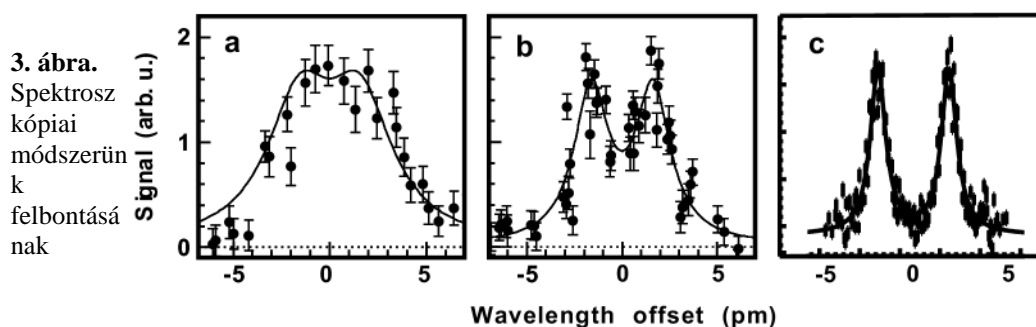 3. ábra.
Spektrosz
kópiai
módszerün
k
felbontásá
nak
Signal (arb. u.)
2
1
0
a
b
c
-5 0 5
-5 0 5
-5 0 5
Wavelength offset (pm)